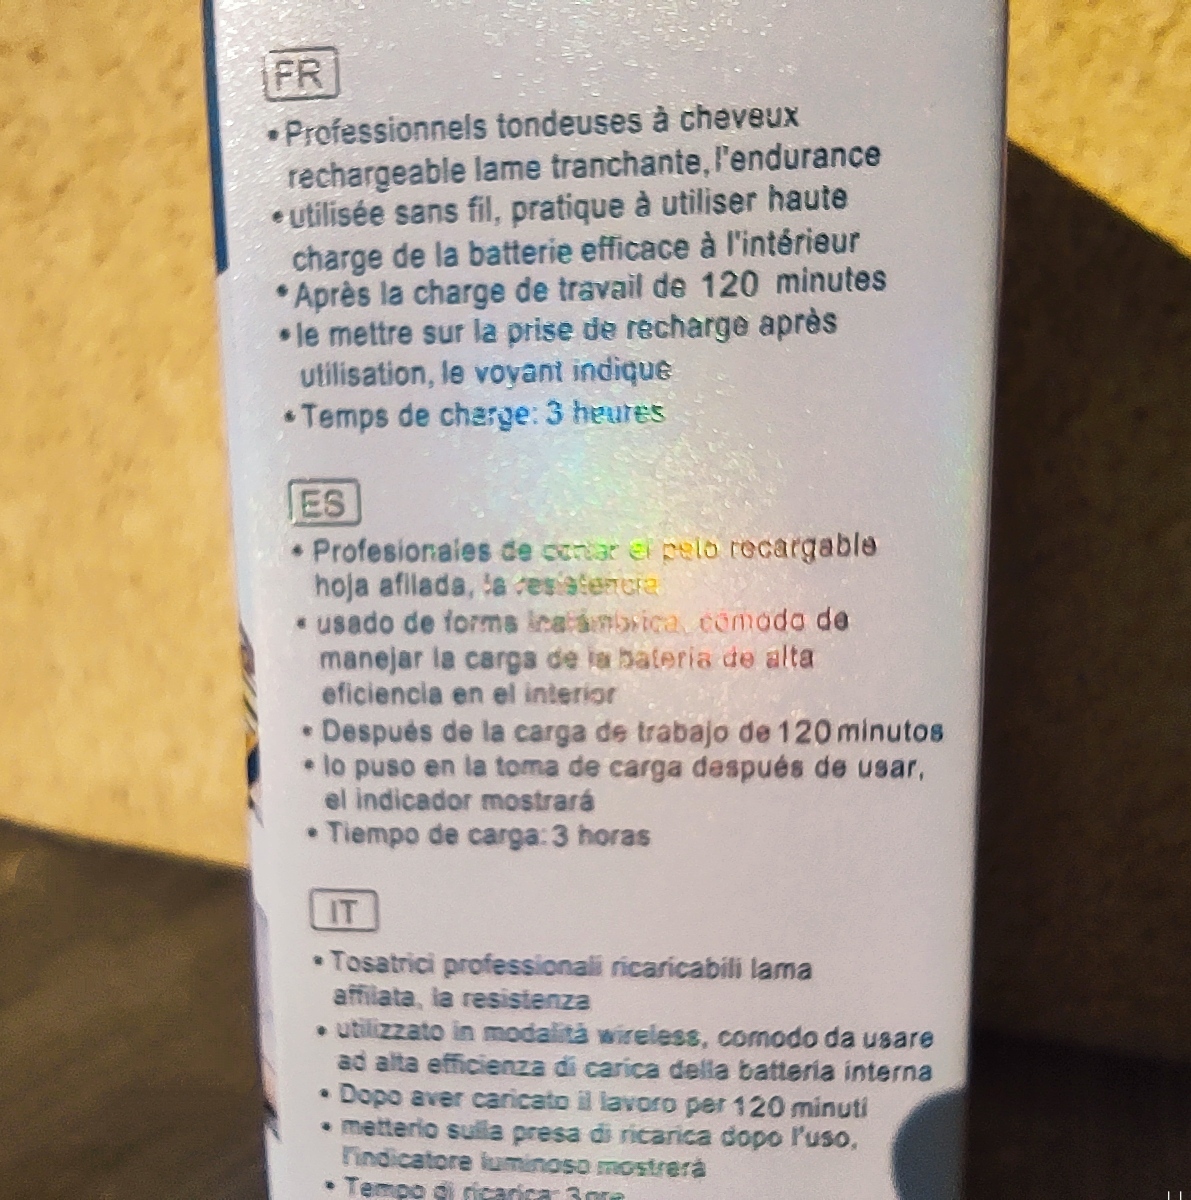 FR
• Professionnels tondeuses à cheveux
rechargeable lame tranchante, l'endurance
• utilisée sans fil, pratique à utiliser haute
charge de la batterie efficace à l'intérieur
• Après la charge de travail de 120 minutes
• le mettre sur la prise de recharge après
utilisation, le voyant indique
• Temps de charge: 3 heures
ES
• Profesionales de cortar el pelo recargable
hoja afilada, la resistencia
• usado de forma inalámbrica, cómodo de
manejar la carga de la batería de alta
eficiencia en el interior
• Después de la carga de trabajo de 120 minutos
• lo puso en la toma de carga después de usar,
el indicador mostrará
• Tiempo de carga: 3 horas
IT
• Tosatrici professionali ricaricabili lama
affilata, la resistenza
• utilizzato in modalità wireless, comodo da usare
ad alta efficienza di carica della batteria interna
• Dopo aver caricato il lavoro per 120 minuti
• metterlo sulla presa di ricarica dopo l'uso,
l'indicatore luminoso mostrerà
• Tempo di ricarica: 3 ore